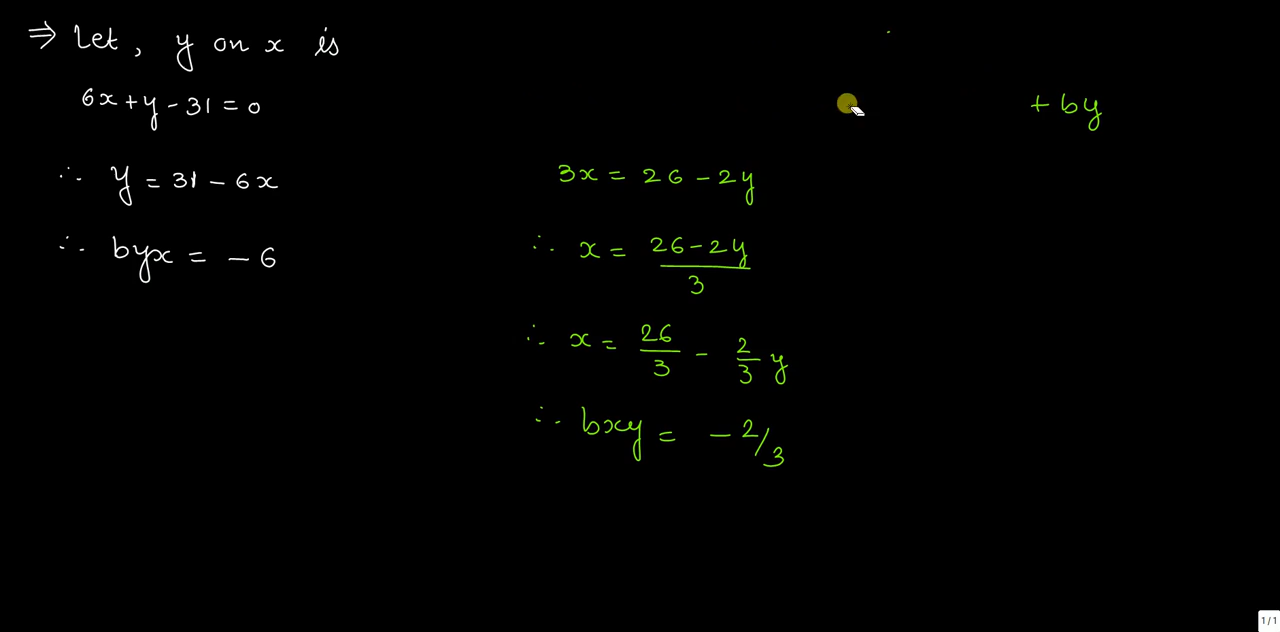 ⇒ Let, y on x is
6x + y - 31 = 0
∴ y = 31 - 6x
∴ byx = - 6
+ by
3x = 26 - 2y
∴ x = (26 - 2y)/3
∴ x = 26/3 - 2/3 y
∴ bxy = - 2/3
1/1